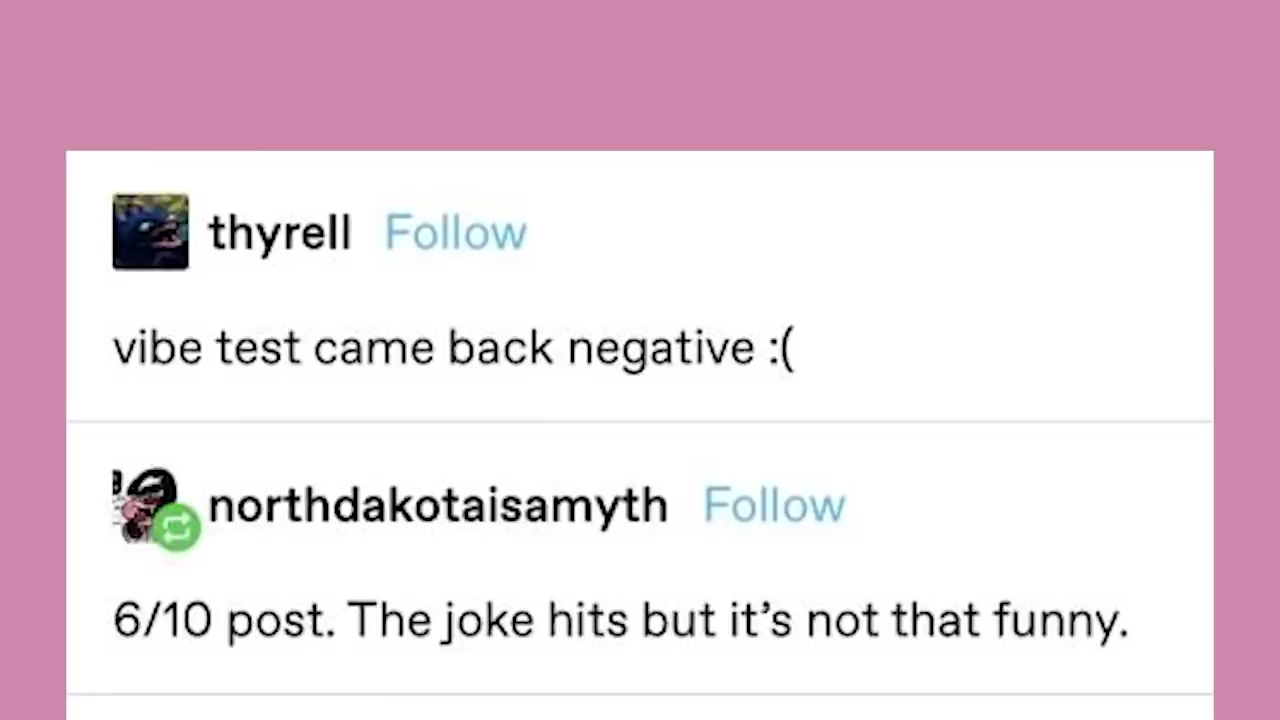 thyrell Follow
vibe test came back negative :(
northdakotaisamyth Follow
6/10 post. The joke hits but it’s not that funny.